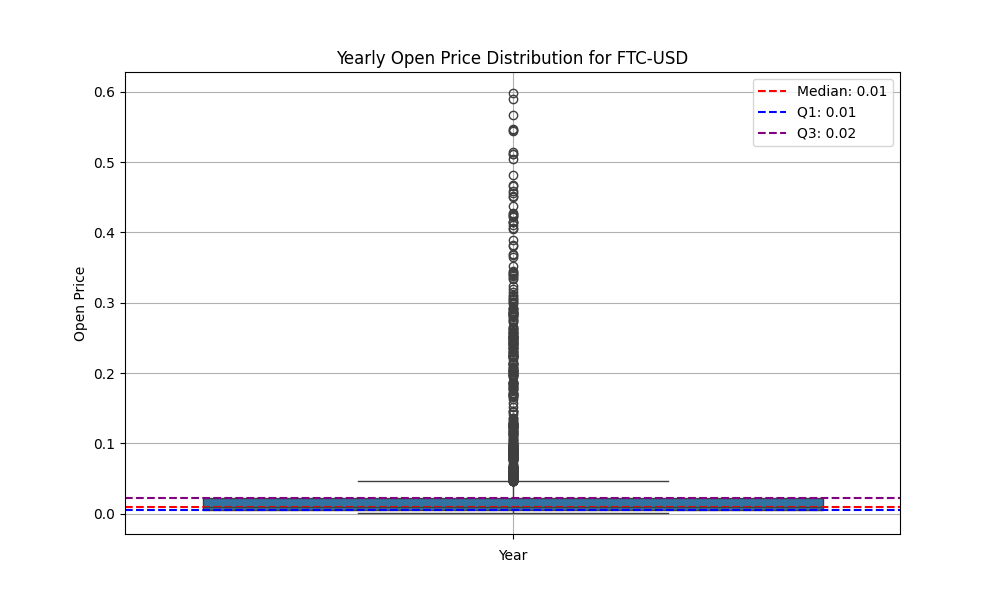 Yearly Open Price Distribution for FTC-USD
Median: 0.01
Q1: 0.01
Q3: 0.02
0.6
0.5
0.4
0.3
0.2
0.1
0.0
Open Price
Year